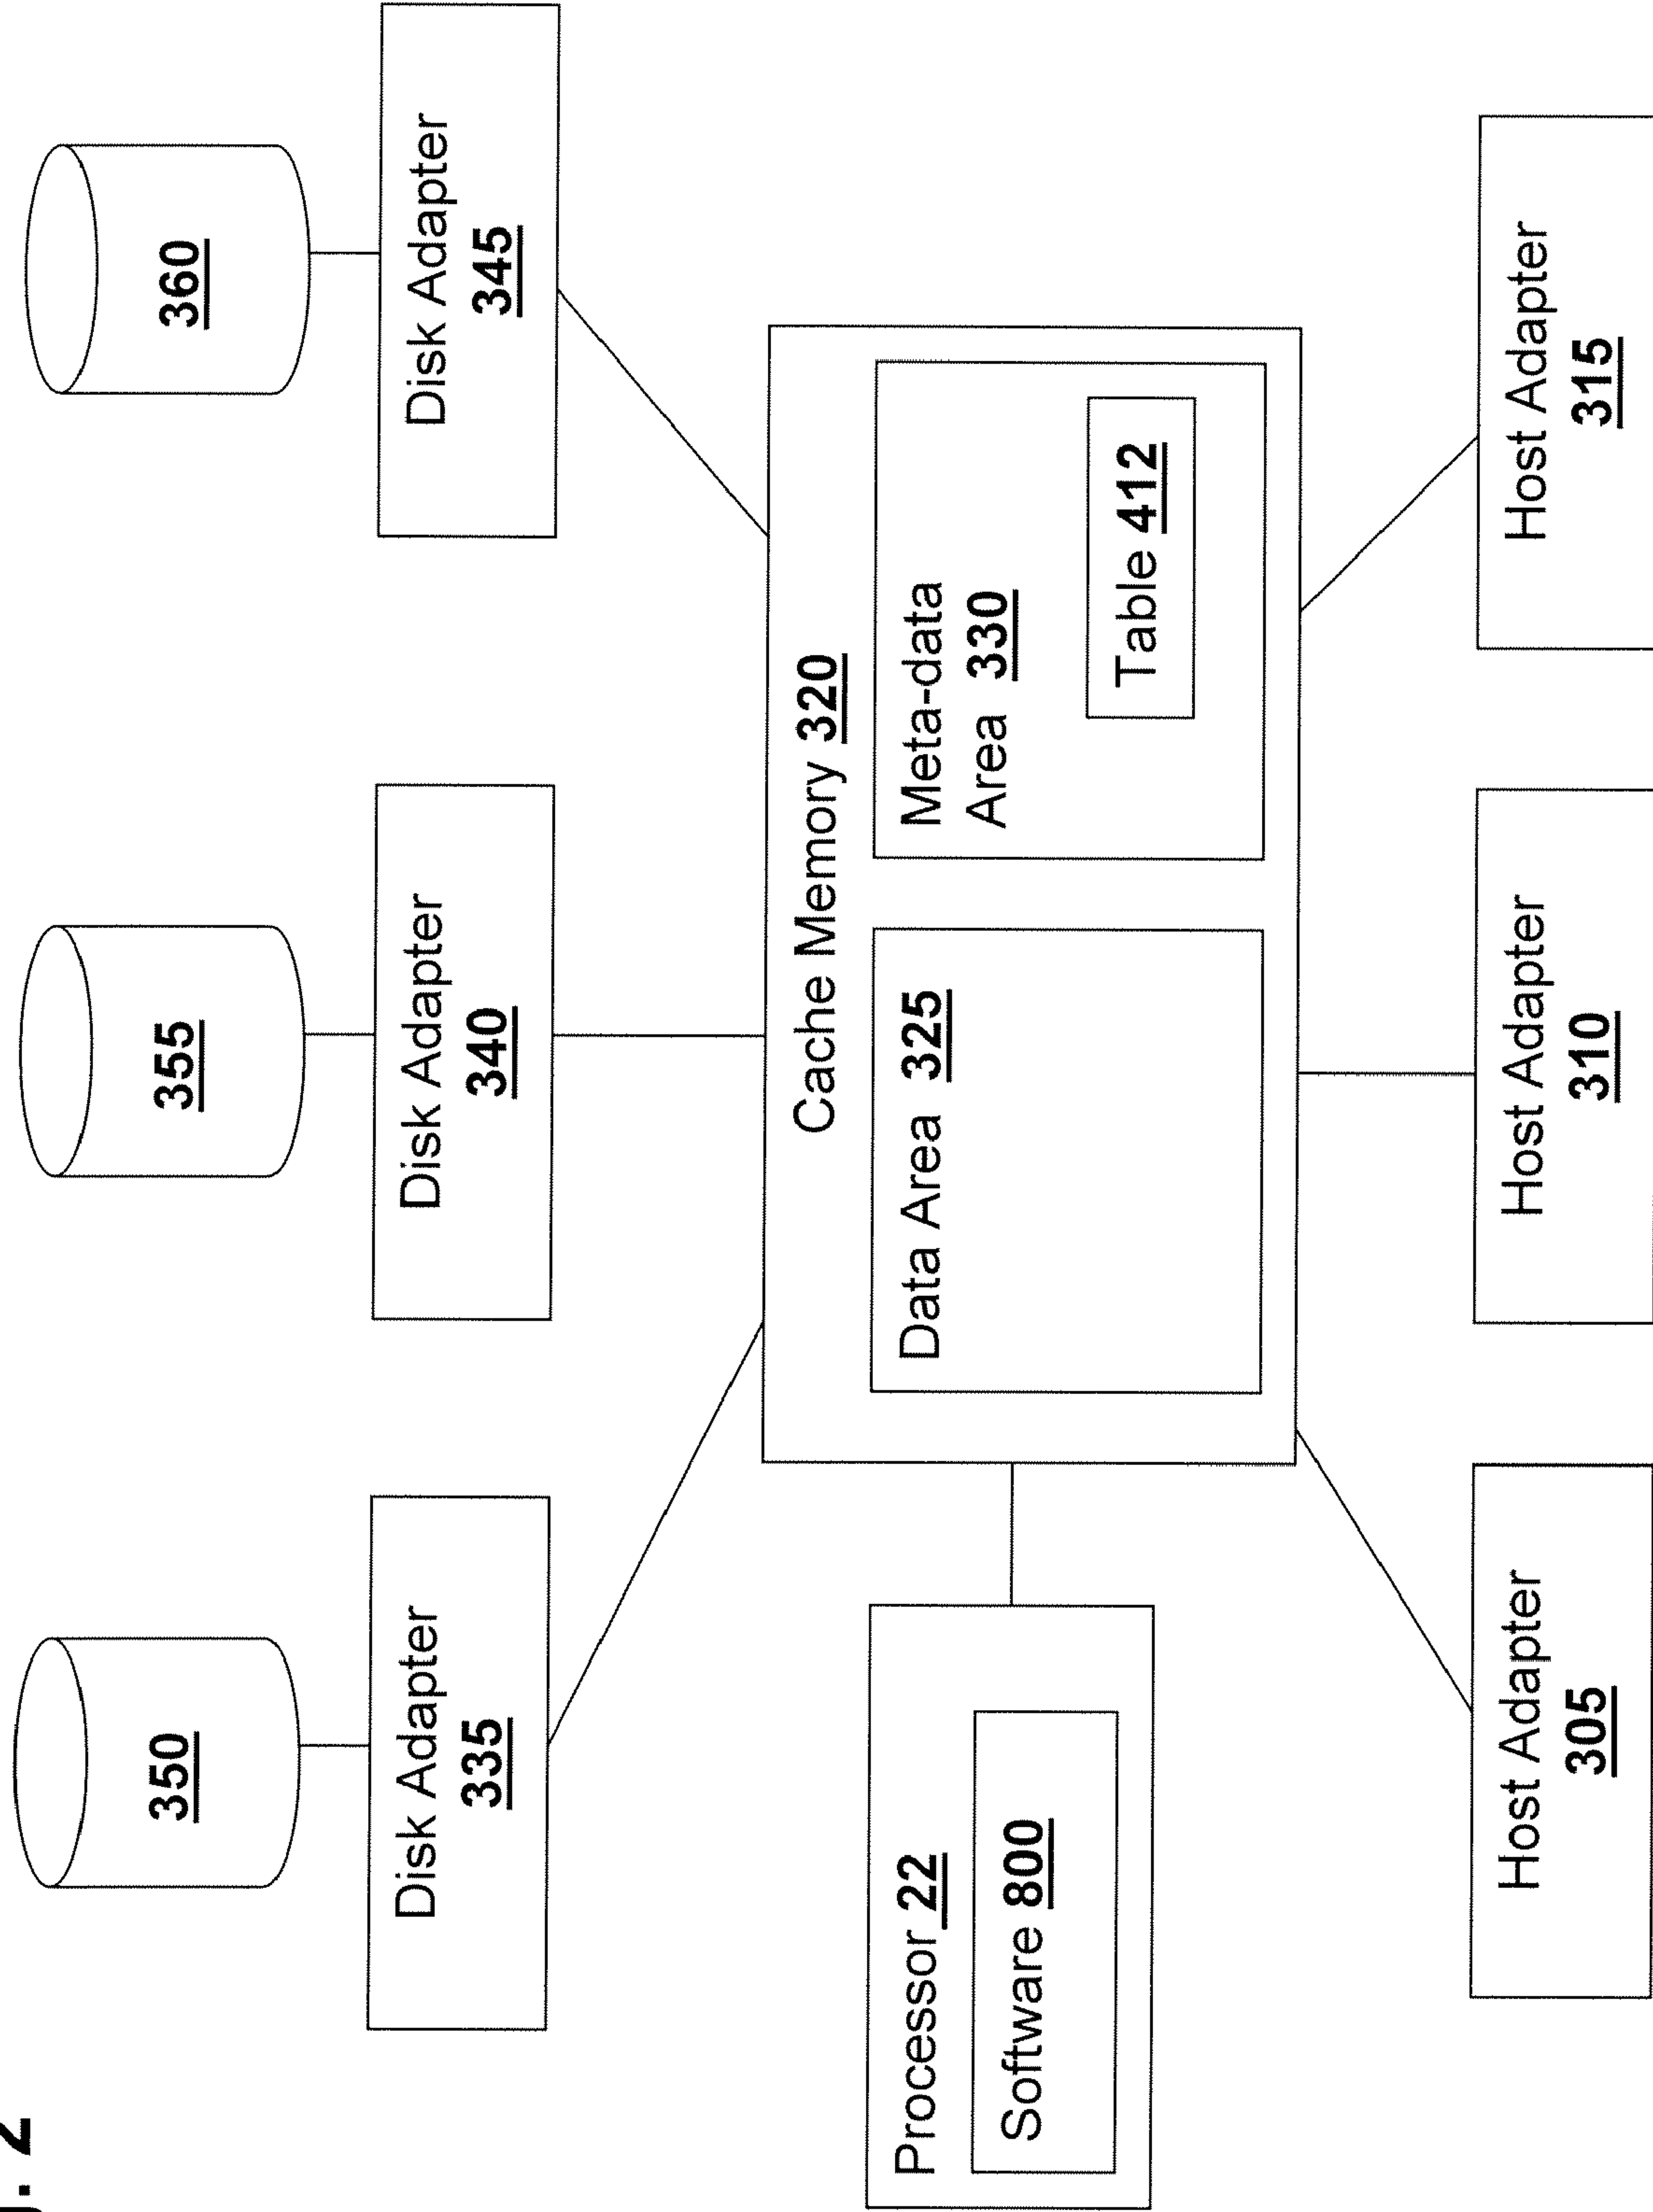 350
355
360
Disk Adapter
335
Disk Adapter
340
Disk Adapter
345
Cache Memory 320
Processor 22
Software 800
Data Area 325
Meta-data
Area 330
Table 412
Host Adapter
305
Host Adapter
310
Host Adapter
315
. 2